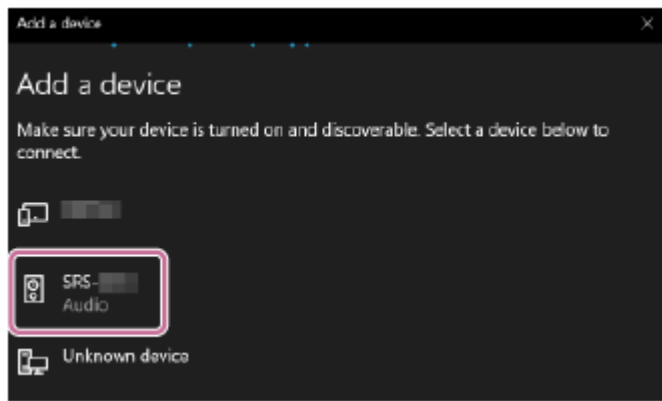 Add a device
Add a device
Make sure your device is turned on and discoverable. Select a device below to
connect.
SRS-
Audio
Unknown device